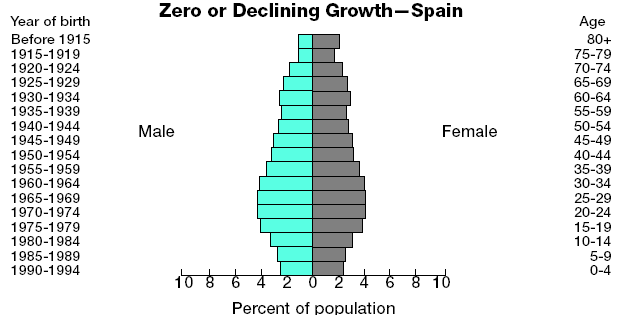 Zero or Declining Growth—Spain
Year of birth Age
Before 1915 80+
1915-1919 75-79
1920-1924 70-74
1925-1929 65-69
1930-1934 60-64
1935-1939 55-59
1940-1944 50-54
Male Female
1945-1949 45-49
1950-1954 40-44
1955-1959 35-39
1960-1964 30-34
1965-1969 25-29
1970-1974 20-24
1975-1979 15-19
1980-1984 10-14
1985-1989 5-9
1990-1994 0-4
10 8 6 4 2 0 2 4 6 8 10
Percent of population